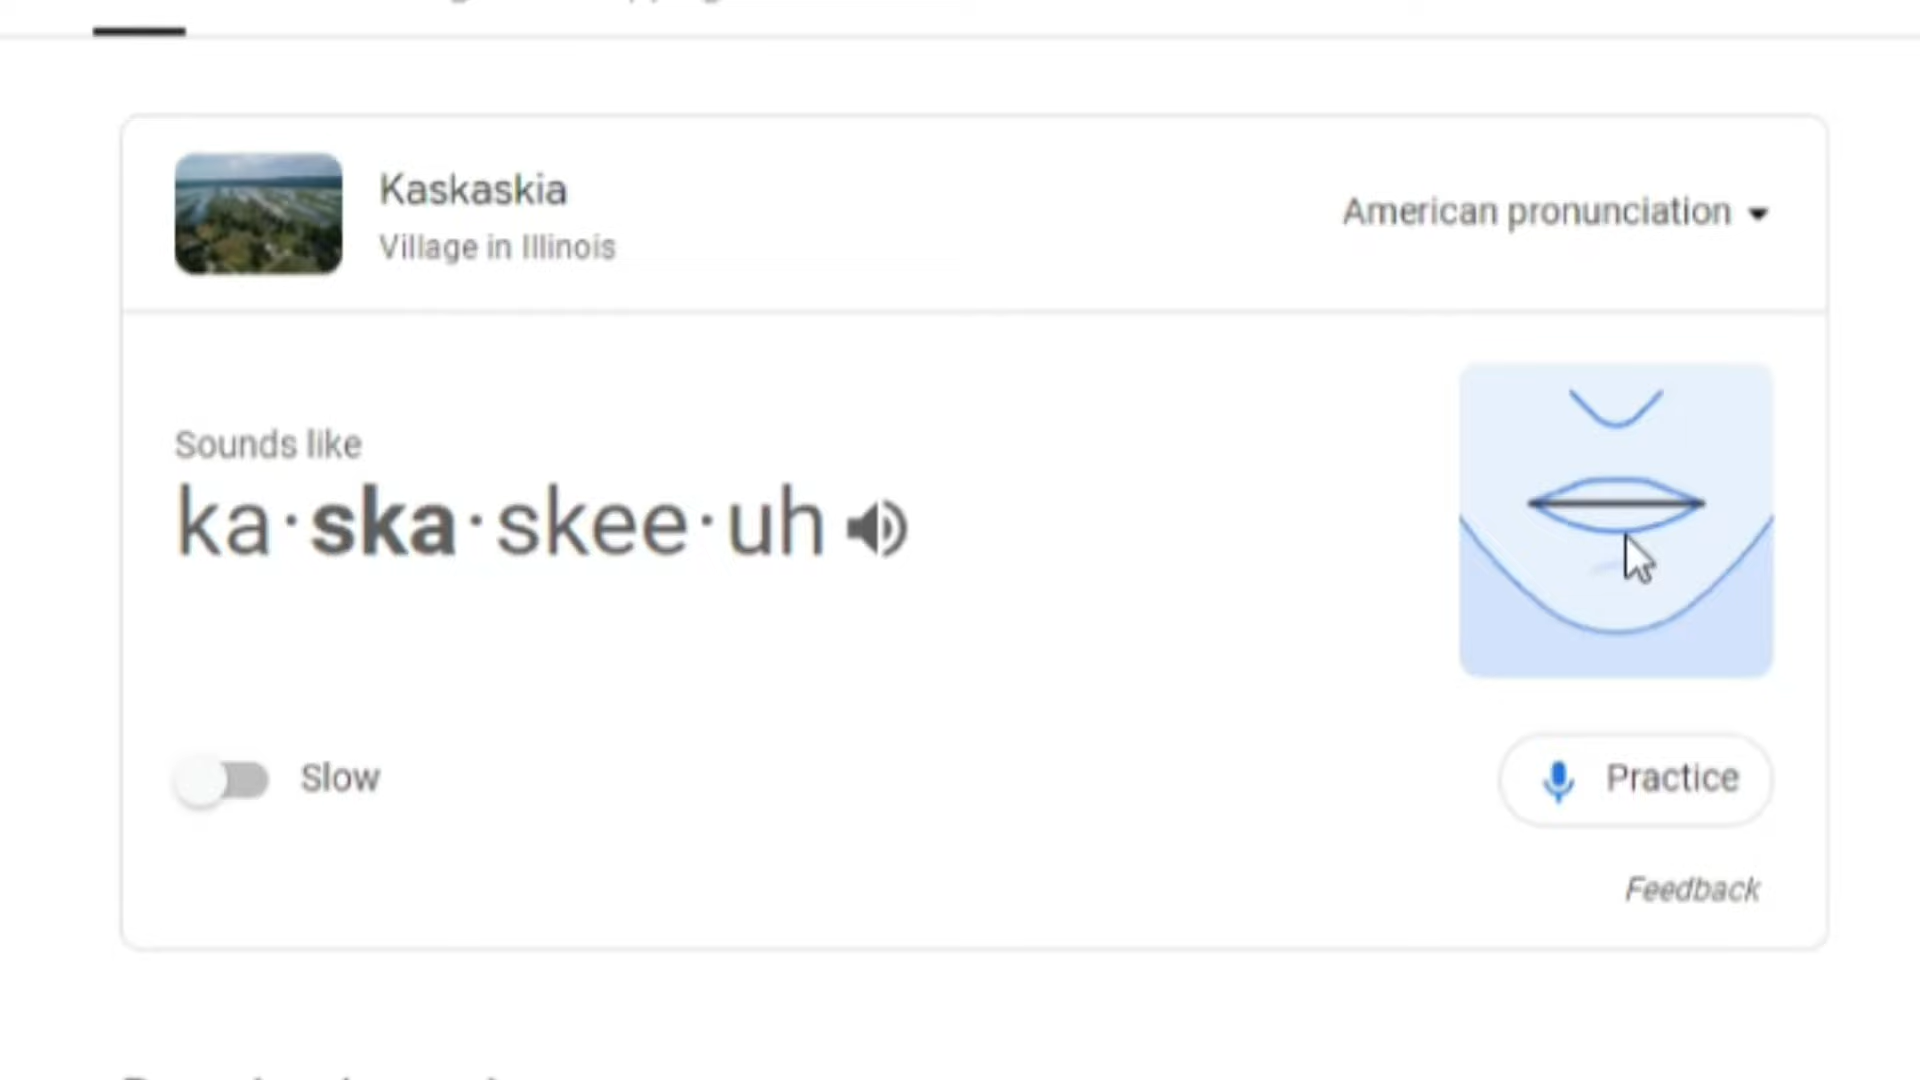 Kaskaskia
Village in Illinois
American pronunciation
Sounds like
ka·ska·skee·uh
Slow
Practice
Feedback